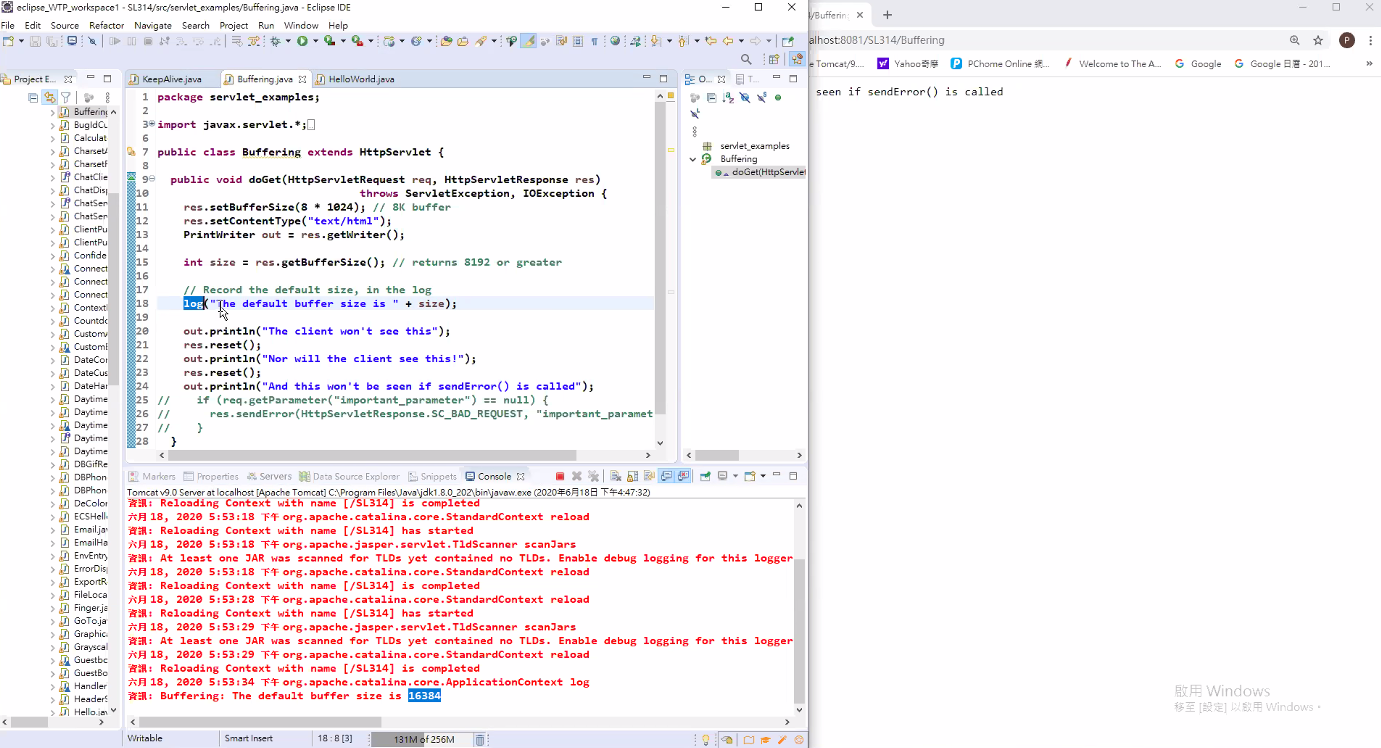 eclipse_WTP_workspace1 - SL314/src/servlet_examples/Buffering.java - Eclipse IDE
File Edit Source Refactor Navigate Search Project Run Window Help
Project E...
KeepAlive.java
Buffering.java
HelloWorld.java
Buffering
BugIdCu
Calculat
CharsetA
CharsetF
ChatClie
ChatDisp
ChatServ
ChatServ
ClientPu
ClientPu
Confide
Connect
Connect
Connect
ContextI
Countdo
Custom
CustomE
DateCon
DateCus
DateHan
Daytime
Daytime
Daytime
Daytime
Daytime
DBGifRe
DBPhon
DBPhon
DeColor
ECSHello
Email.jav
EmailHa
EnvEntry
ErrorDisp
ExportRe
FileLocat
Finger.ja
GoTo.jav
Graphica
Grayscal
Guestbo
GuestBo
Handler
HeaderS
Hello.jav
1 package servlet_examples;
2
3 import javax.servlet.*;
6
7 public class Buffering extends HttpServlet {
8
9 public void doGet(HttpServletRequest req, HttpServletResponse res)
10 throws ServletException, IOException {
11 res.setBufferSize(8 * 1024); // 8K buffer
12 res.setContentType("text/html");
13 PrintWriter out = res.getWriter();
14
15 int size = res.getBufferSize(); // returns 8192 or greater
16
17 // Record the default size, in the log
18 log("The default buffer size is " + size);
19
20 out.println("The client won't see this");
21 res.reset();
22 out.println("Nor will the client see this!");
23 res.reset();
24 out.println("And this won't be seen if sendError() is called");
25 // if (req.getParameter("important_parameter") == null) {
26 // res.sendError(HttpServletResponse.SC_BAD_REQUEST, "important_paramet
27 // }
28 }
O...
T...
servlet_examples
Buffering
doGet(HttpServlet
Markers Properties Servers Data Source Explorer Snippets Console
Tomcat v9.0 Server at localhost [Apache Tomcat] C:\Program Files\Java\jdk1.8.0_202\bin\javaw.exe (2020年6月18日 下午4:47:32)
資訊: Reloading Context with name [/SL314] is completed
六月 18, 2020 5:53:18 下午 org.apache.catalina.core.StandardContext reload
資訊: Reloading Context with name [/SL314] has started
六月 18, 2020 5:53:18 下午 org.apache.jasper.servlet.TldScanner scanJars
資訊: At least one JAR was scanned for TLDs yet contained no TLDs. Enable debug logging for this logger
六月 18, 2020 5:53:18 下午 org.apache.catalina.core.StandardContext reload
資訊: Reloading Context with name [/SL314] is completed
六月 18, 2020 5:53:28 下午 org.apache.catalina.core.StandardContext reload
資訊: Reloading Context with name [/SL314] has started
六月 18, 2020 5:53:29 下午 org.apache.jasper.servlet.TldScanner scanJars
資訊: At least one JAR was scanned for TLDs yet contained no TLDs. Enable debug logging for this logger
六月 18, 2020 5:53:29 下午 org.apache.catalina.core.StandardContext reload
資訊: Reloading Context with name [/SL314] is completed
六月 18, 2020 5:53:34 下午 org.apache.catalina.core.ApplicationContext log
資訊: Buffering: The default buffer size is 16384
Writable
Smart Insert
18 : 8 [3]
131M of 256M
4/Buffering
alhost:8081/SL314/Buffering
P
Tomcat/9.... Yahoo奇摩 PChome Online 網... Welcome to The A... Google Google 日曆 - 201... »
seen if sendError() is called
啟用 Windows
移至 [設定] 以啟用 Windows。